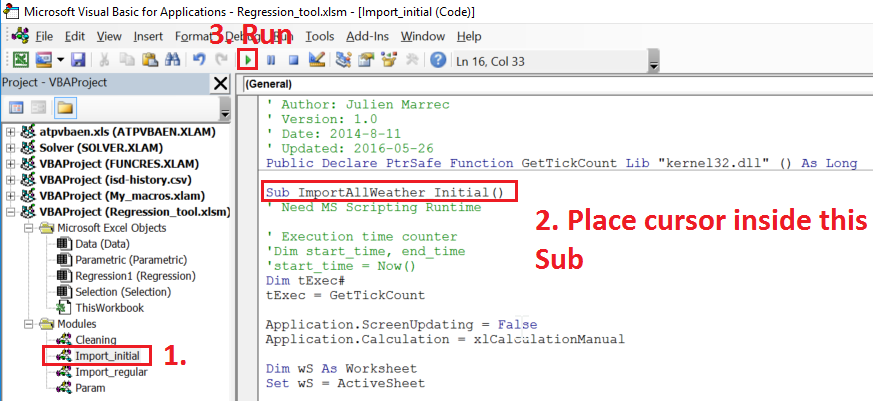 Microsoft Visual Basic for Applications - Regression_tool.xlsm - [Import_initial (Code)]
File Edit View Insert Format Debug Run Tools Add-Ins Window Help
3. Run
Ln 16, Col 33
Project - VBAProject
(General)
atpvbaen.xls (ATPVBAEN.XLAM)
Solver (SOLVER.XLAM)
VBAProject (FUNCRES.XLAM)
VBAProject (isd-history.csv)
VBAProject (My_macros.xlam)
VBAProject (Regression_tool.xlsm)
Microsoft Excel Objects
Data (Data)
Parametric (Parametric)
Regression1 (Regression)
Selection (Selection)
ThisWorkbook
Modules
Cleaning
Import_initial
Import_regular
Param
1.
' Author: Julien Marrec
' Version: 1.0
' Date: 2014-8-11
' Updated: 2016-05-26
Public Declare PtrSafe Function GetTickCount Lib "kernel32.dll" () As Long
Sub ImportAllWeather_Initial()
' Need MS Scripting Runtime
' Execution time counter
'Dim start_time, end_time
'start_time = Now()
Dim tExec#
tExec = GetTickCount
Application.ScreenUpdating = False
Application.Calculation = xlCalculationManual
Dim wS As Worksheet
Set wS = ActiveSheet
2. Place cursor inside this
Sub